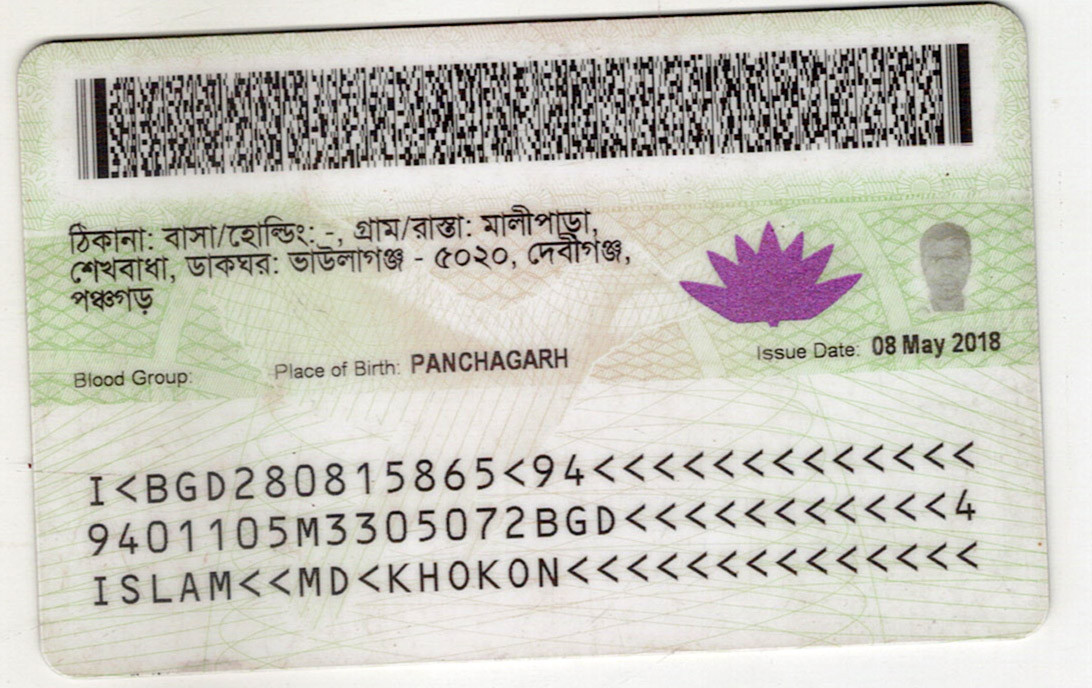 ঠিকানা: বাসা/হোল্ডিং: -, গ্রাম/রাস্তা: মালীপাড়া,
শেখবাধা, ডাকঘর: ভাউলাগঞ্জ - ৫০২০, দেবীগঞ্জ,
পঞ্চগড়
Blood Group: Place of Birth: PANCHAGARH Issue Date: 08 May 2018
I<BGD280815865<94<<<<<<<<<<<<<
9401105M3305072BGD<<<<<<<<<<<4
ISLAM<<MD<KHOKON<<<<<<<<<<<<<<